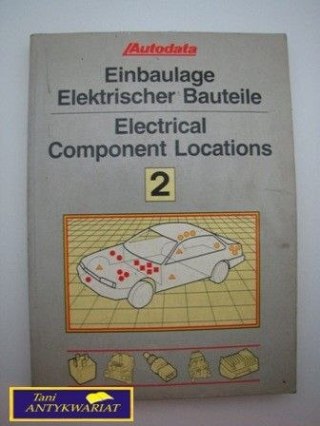 Autodata
Einbaulage
Elektrischer Bauteile
Electrical
Component Locations
2
Tani
ANTYKWARIAT